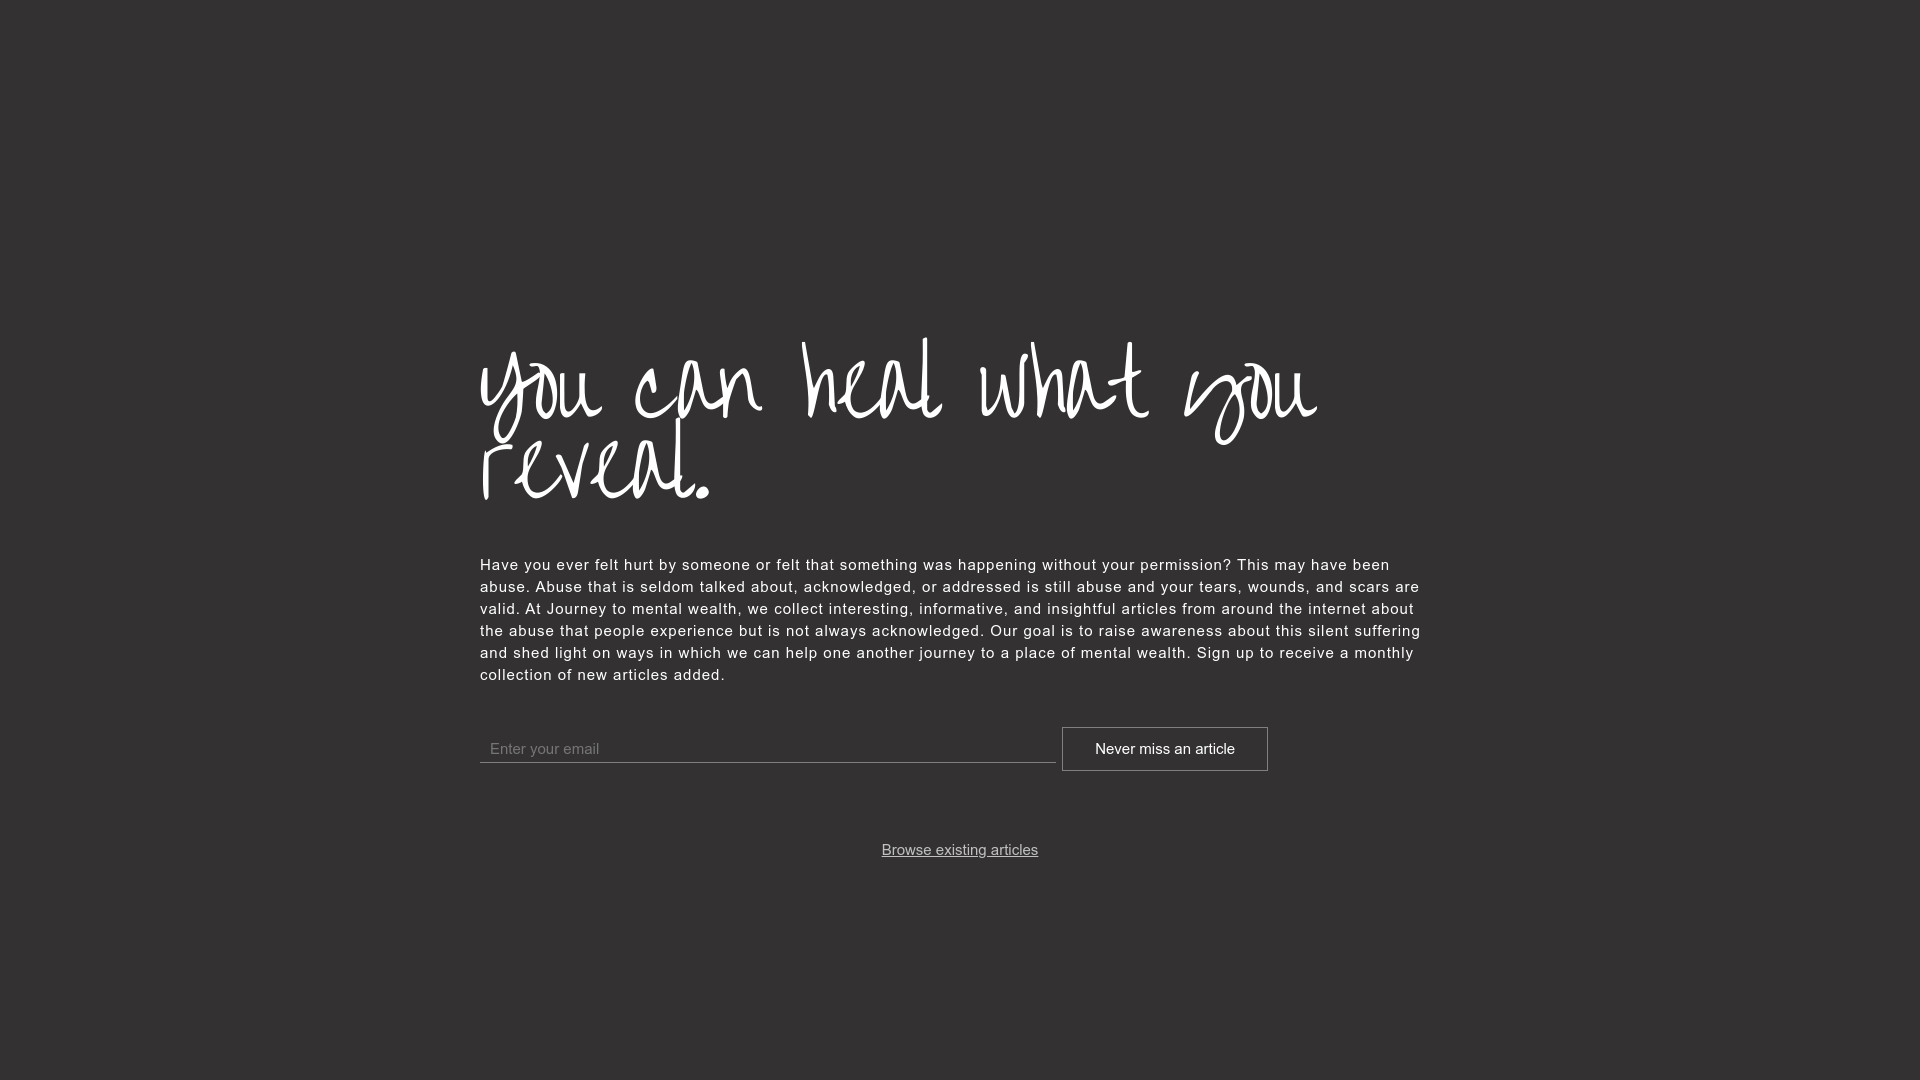 you can heal what you
reveal.
Have you ever felt hurt by someone or felt that something was happening without your permission? This may have been
abuse. Abuse that is seldom talked about, acknowledged, or addressed is still abuse and your tears, wounds, and scars are
valid. At Journey to mental wealth, we collect interesting, informative, and insightful articles from around the internet about
the abuse that people experience but is not always acknowledged. Our goal is to raise awareness about this silent suffering
and shed light on ways in which we can help one another journey to a place of mental wealth. Sign up to receive a monthly
collection of new articles added.
Enter your email
Never miss an article
Browse existing articles